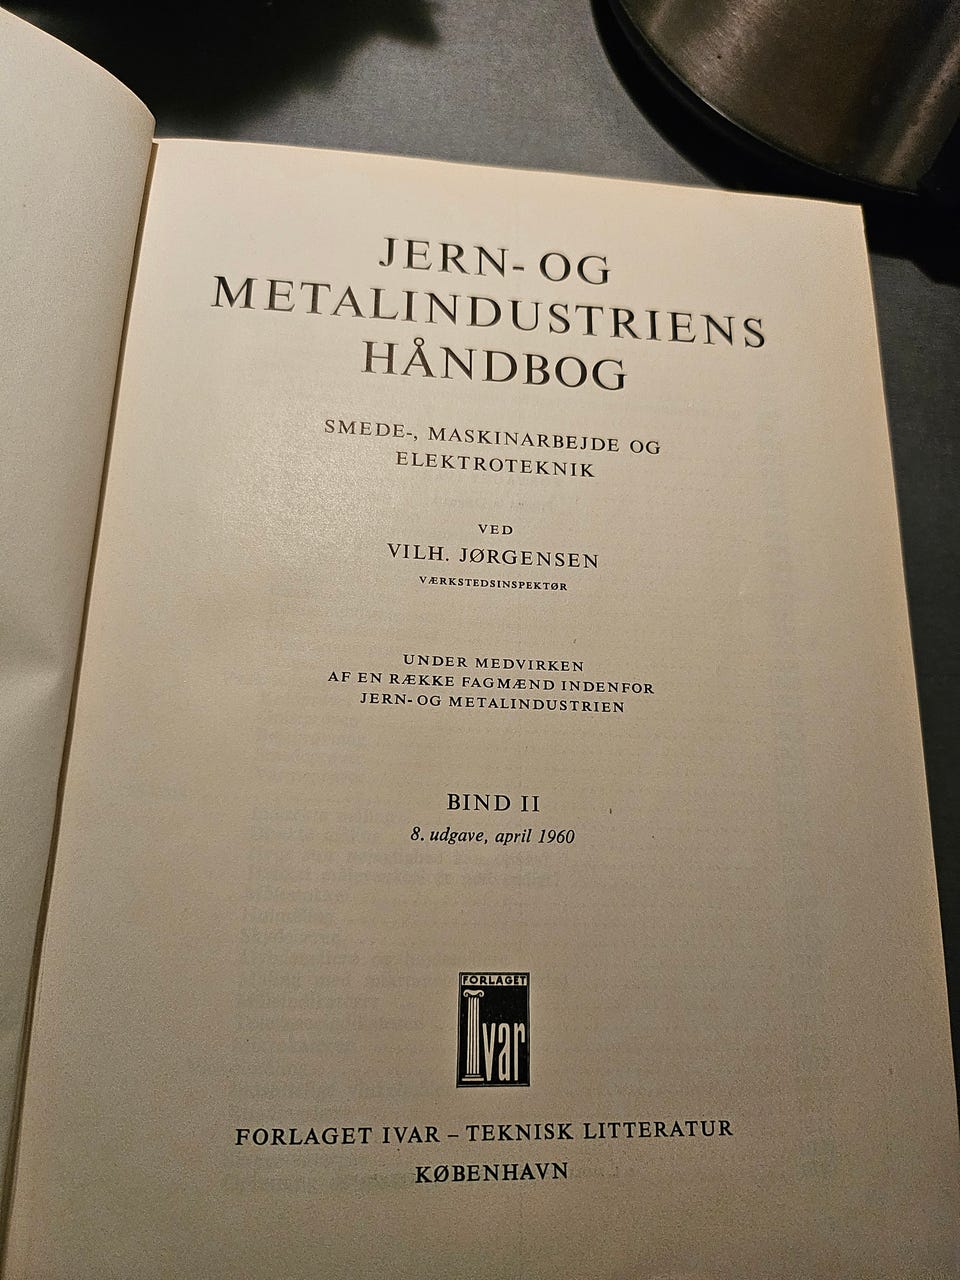 JERN- OG
METALINDUSTRIENS
HÅNDBOG
SMEDE-, MASKINARBEJDE OG
ELEKTROTEKNIK
VED
VILH. JØRGENSEN
VÆRKSTEDSINSPEKTØR
UNDER MEDVIRKEN
AF EN RÆKKE FAGMÆND INDENFOR
JERN- OG METALINDUSTRIEN
BIND II
8. udgave, april 1960
FORLAGET
Ivar
FORLAGET IVAR – TEKNISK LITTERATUR
KØBENHAVN